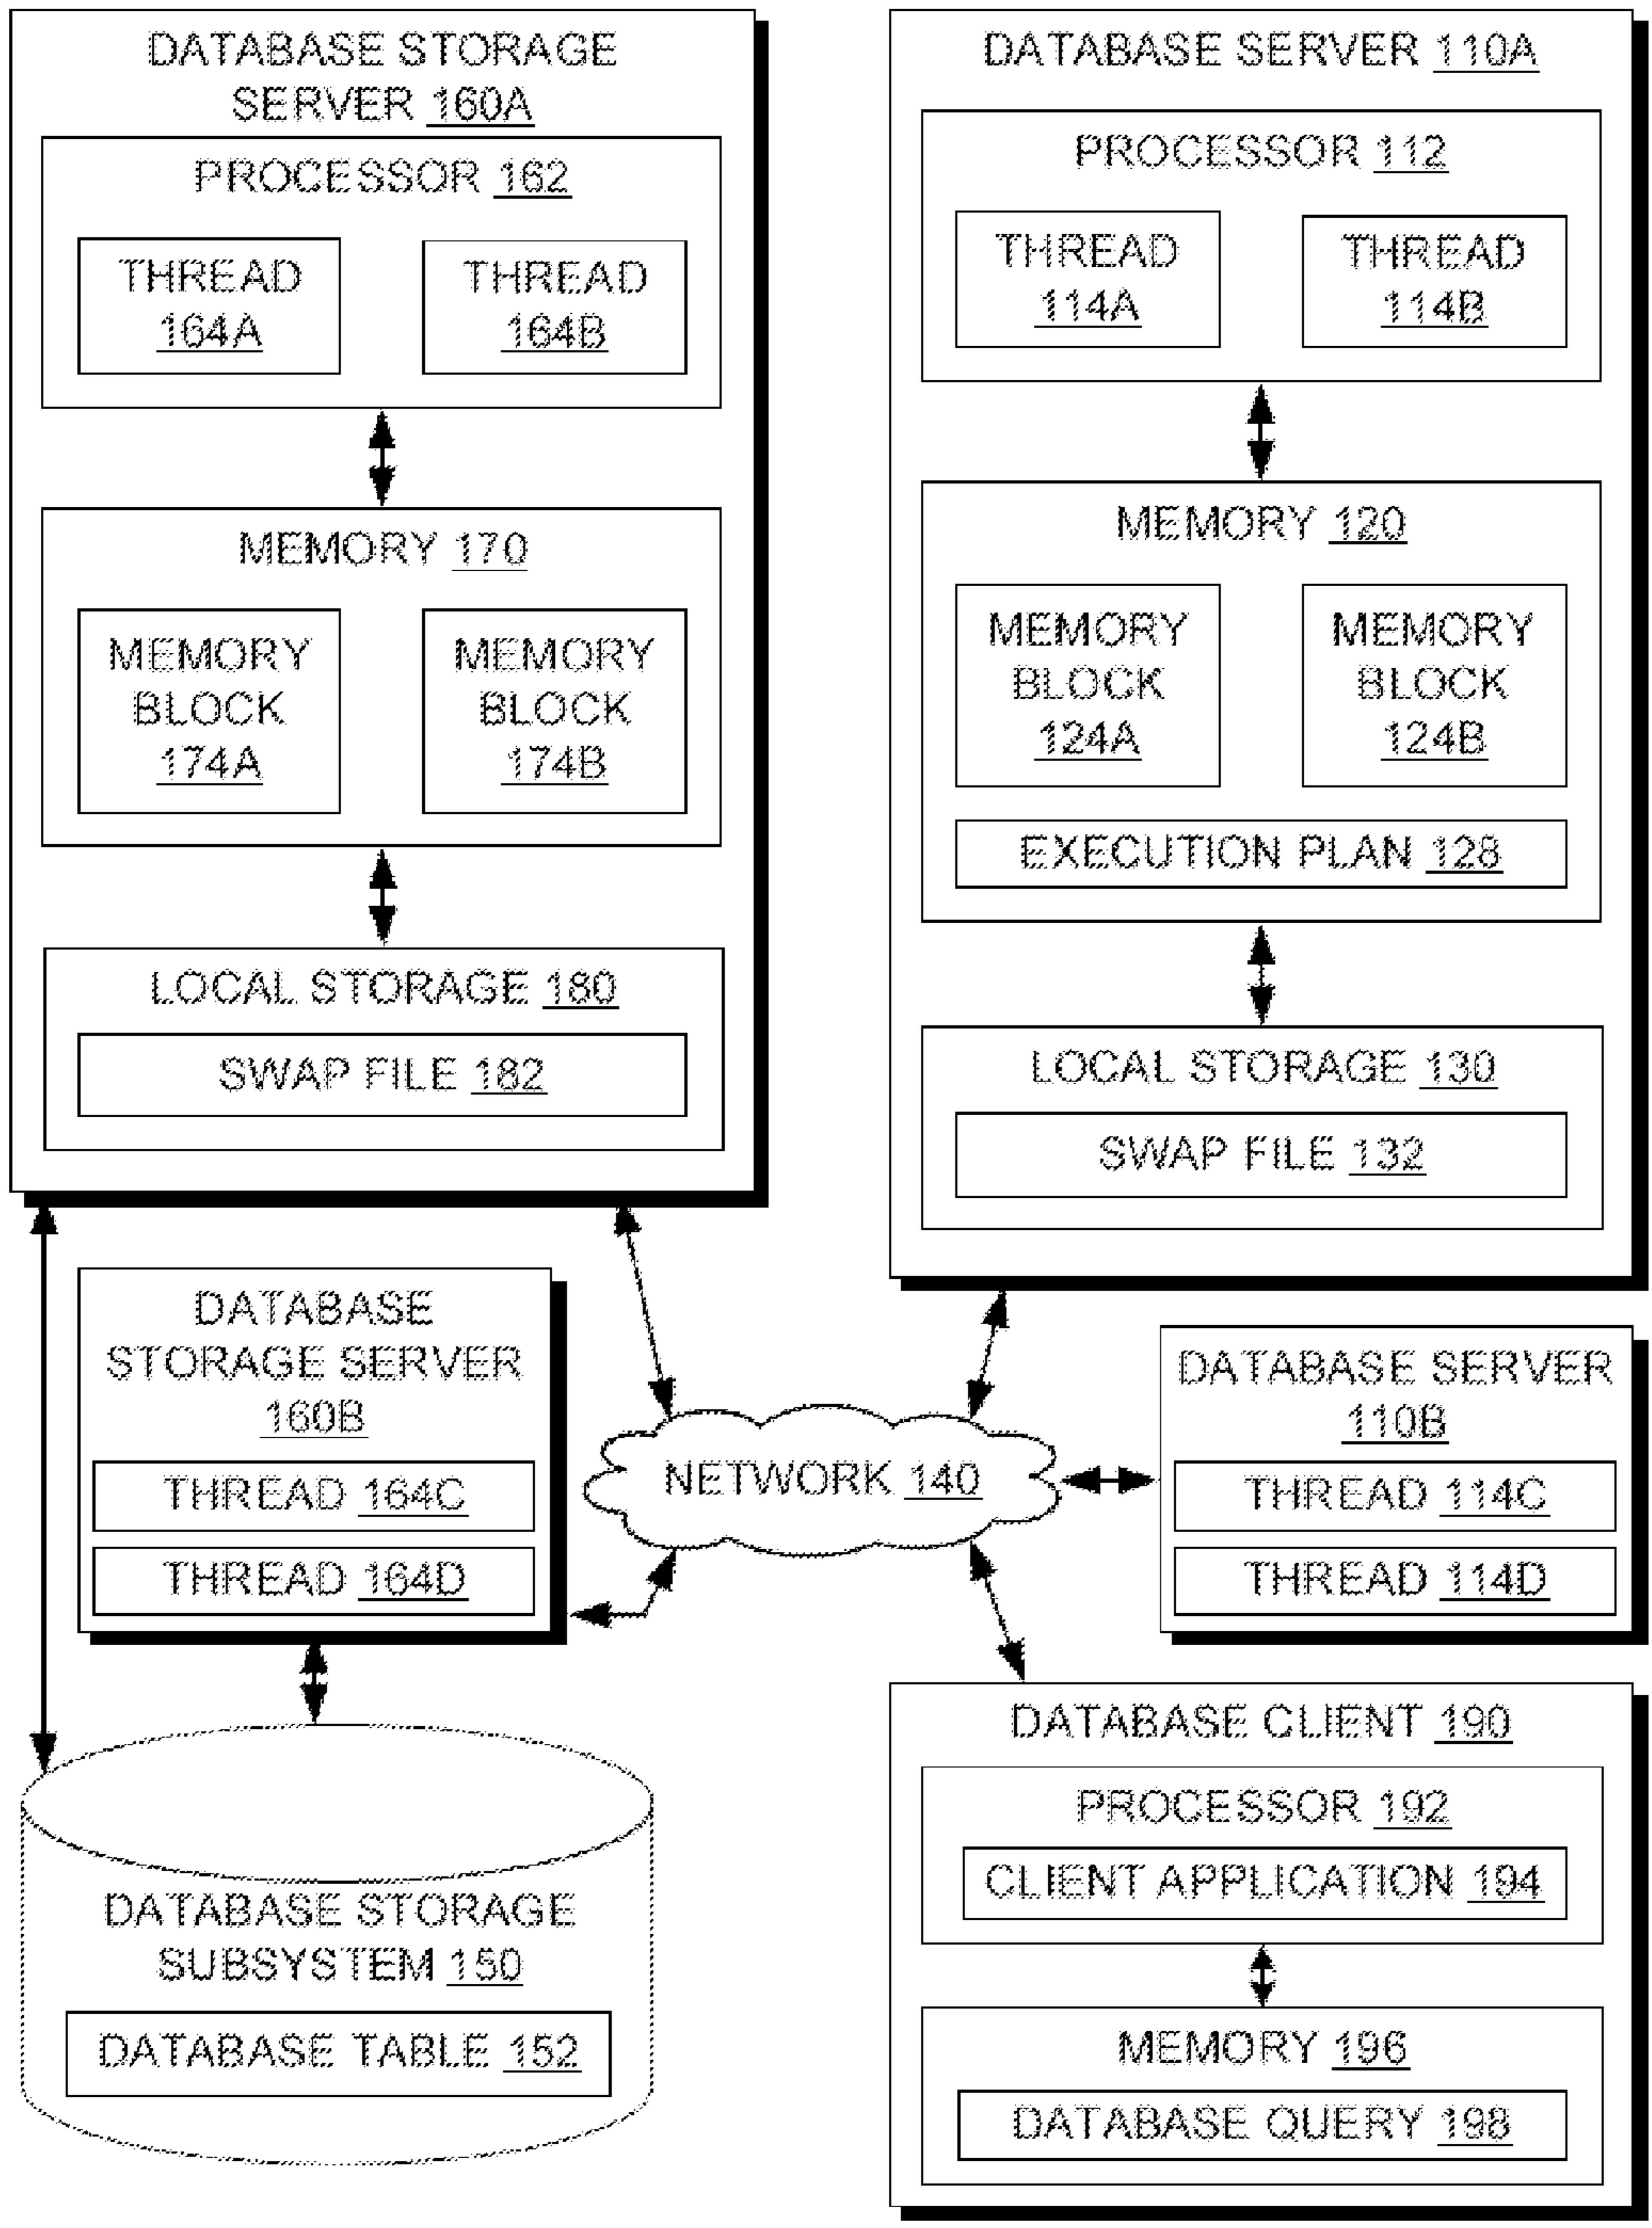 DATABASE STORAGE
SERVER 160A
PROCESSOR 162
THREAD
164A
THREAD
164B
MEMORY 170
MEMORY
BLOCK
174A
MEMORY
BLOCK
174B
LOCAL STORAGE 180
SWAP FILE 182
DATABASE SERVER 110A
PROCESSOR 112
THREAD
114A
THREAD
114B
MEMORY 120
MEMORY
BLOCK
124A
MEMORY
BLOCK
124B
EXECUTION PLAN 128
LOCAL STORAGE 130
SWAP FILE 132
DATABASE
STORAGE SERVER
160B
THREAD 164C
THREAD 164D
NETWORK 140
DATABASE SERVER
110B
THREAD 114C
THREAD 114D
DATABASE STORAGE
SUBSYSTEM 150
DATABASE TABLE 152
DATABASE CLIENT 190
PROCESSOR 192
CLIENT APPLICATION 194
MEMORY 196
DATABASE QUERY 198